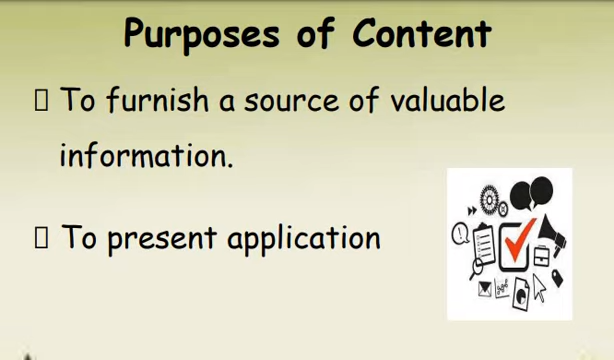 Purposes of Content
▯ To furnish a source of valuable
information.
▯ To present application